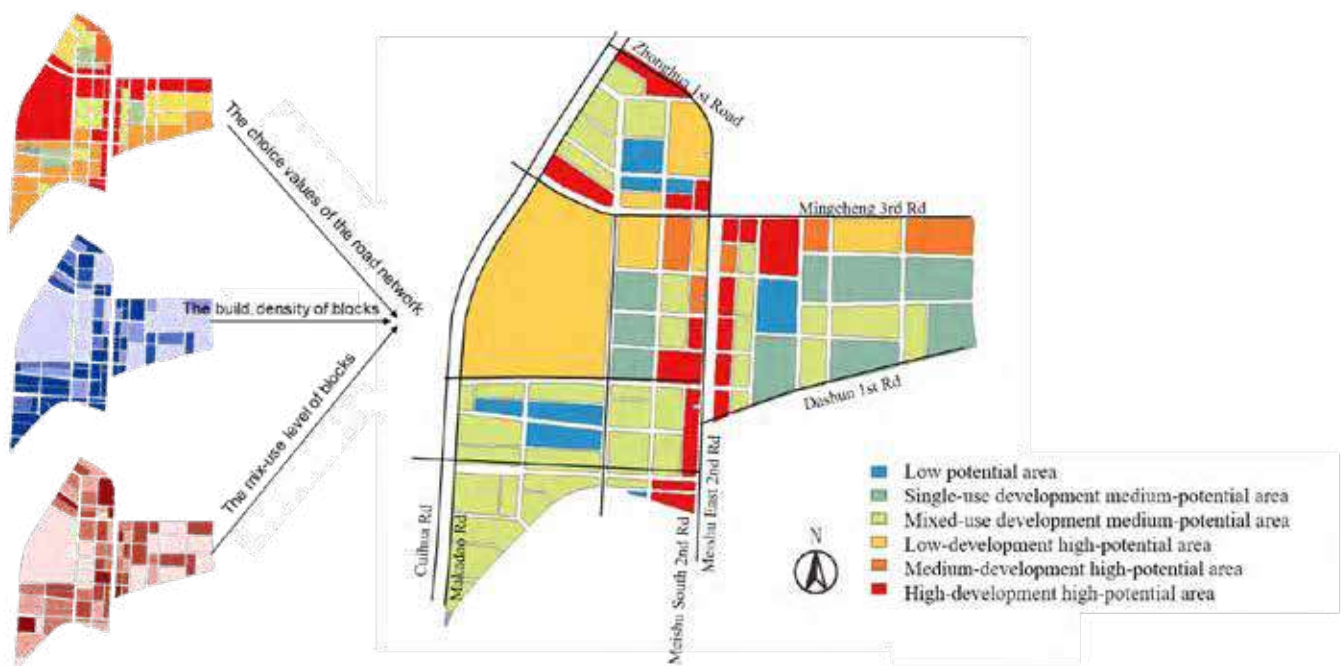 The choice values of the road network
The build density of blocks
The mix-use level of blocks
Zhonghua 1st Road
Mingcheng 3rd Rd
Dashun 1st Rd
Cuihua Rd
Makadao Rd
Meishu South 2nd Rd
Meishu East 2nd Rd
N
Low potential area
Single-use development medium-potential area
Mixed-use development medium-potential area
Low-development high-potential area
Medium-development high-potential area
High-development high-potential area